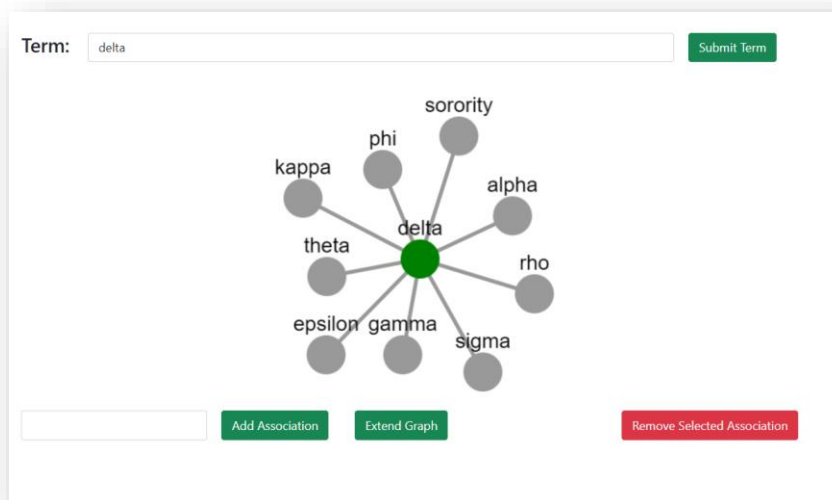 Term:
delta
Submit Term
sorority
phi
kappa
alpha
delta
theta
rho
epsilon
gamma
sigma
Add Association
Extend Graph
Remove Selected Association